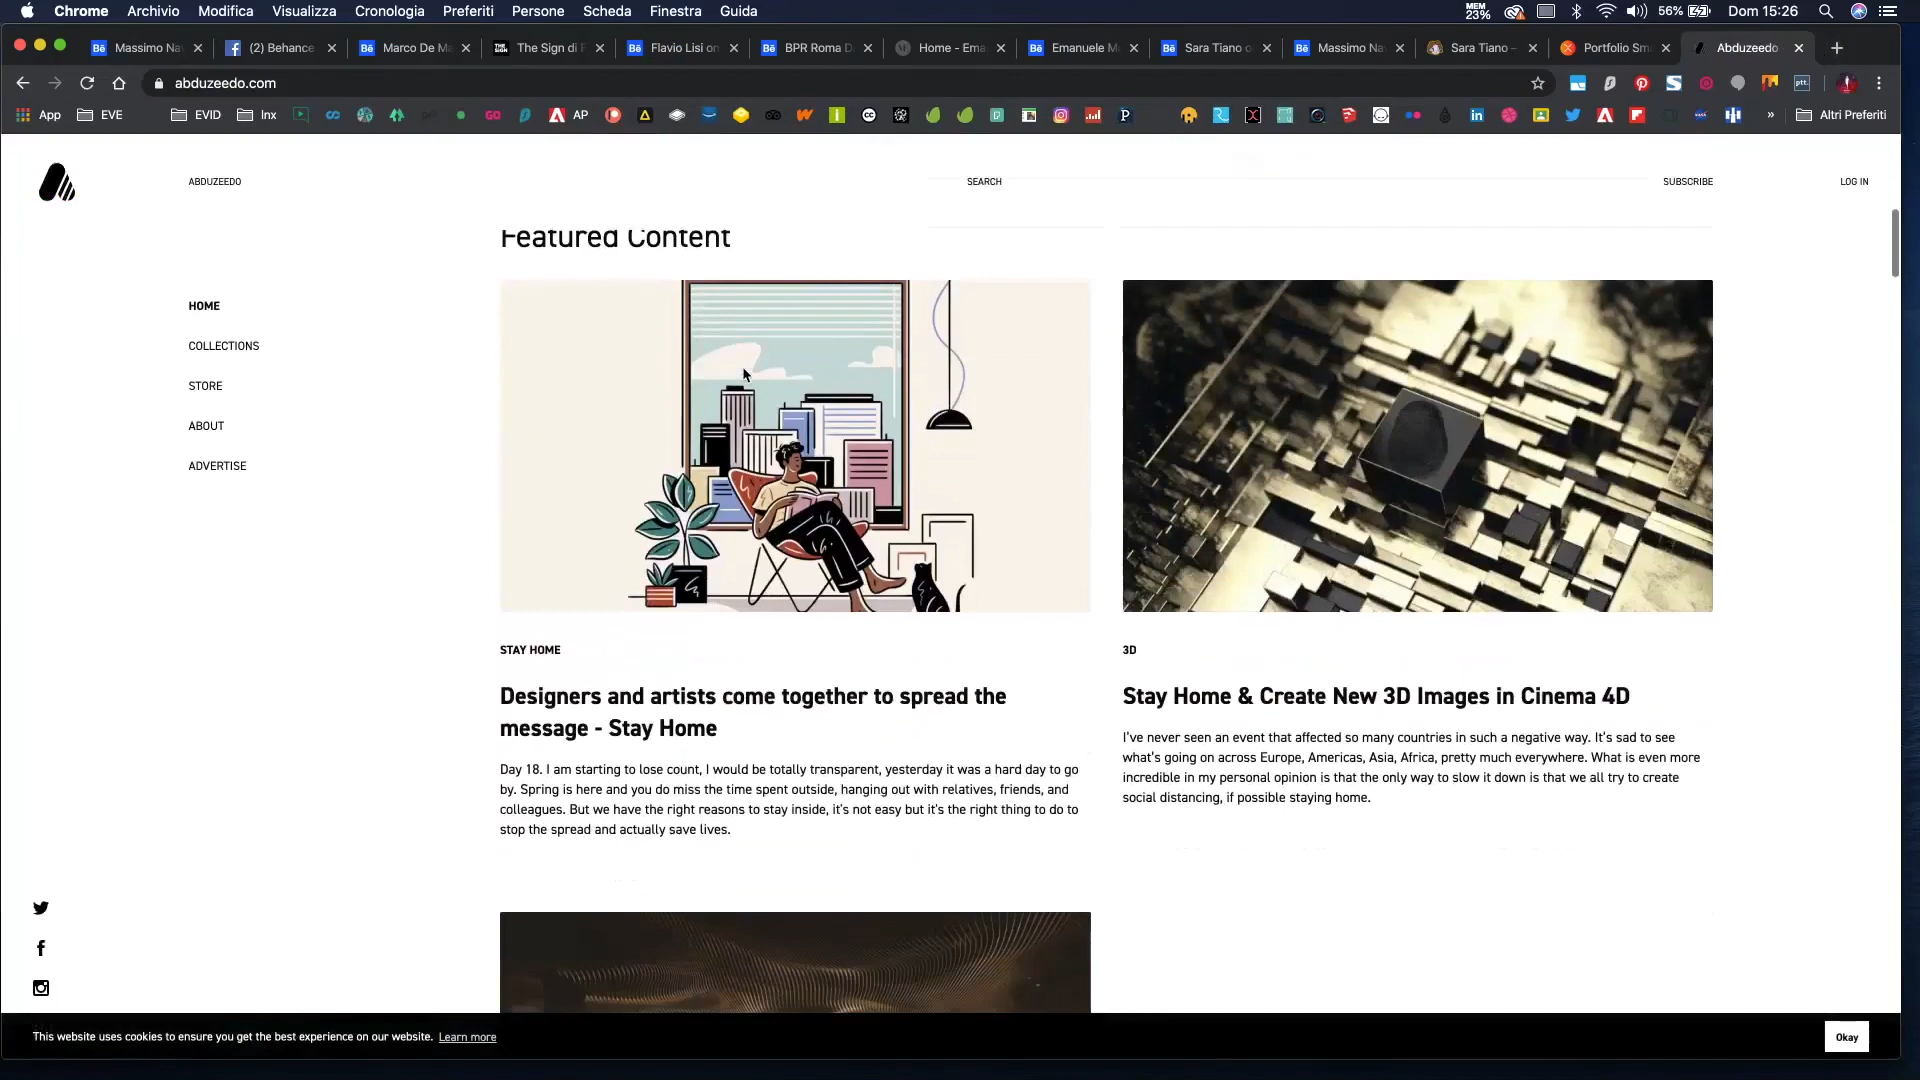 Chrome Archivio Modifica Visualizza Cronologia Preferiti Persone Scheda Finestra Guida MEM 23% 56% Dom 15:26
Massimo Na (2) Behance Marco De Ma The Sign di F Flavio Lisi on BPR Roma D Home - Ema Emanuele M Sara Tiano o Massimo Na Sara Tiano – Portfolio Sma Abduzeedo
abduzeedo.com
App EVE EVID Inx AP » Altri Preferiti
ABDUZEEDO SEARCH SUBSCRIBE LOG IN
Featured Content
HOME
COLLECTIONS
STORE
ABOUT
ADVERTISE
STAY HOME
Designers and artists come together to spread the
message - Stay Home
Day 18. I am starting to lose count, I would be totally transparent, yesterday it was a hard day to go
by. Spring is here and you do miss the time spent outside, hanging out with relatives, friends, and
colleagues. But we have the right reasons to stay inside, it's not easy but it's the right thing to do to
stop the spread and actually save lives.
3D
Stay Home & Create New 3D Images in Cinema 4D
I've never seen an event that affected so many countries in such a negative way. It's sad to see
what's going on across Europe, Americas, Asia, Africa, pretty much everywhere. What is even more
incredible in my personal opinion is that the only way to slow it down is that we all try to create
social distancing, if possible staying home.
This website uses cookies to ensure you get the best experience on our website. Learn more
Okay